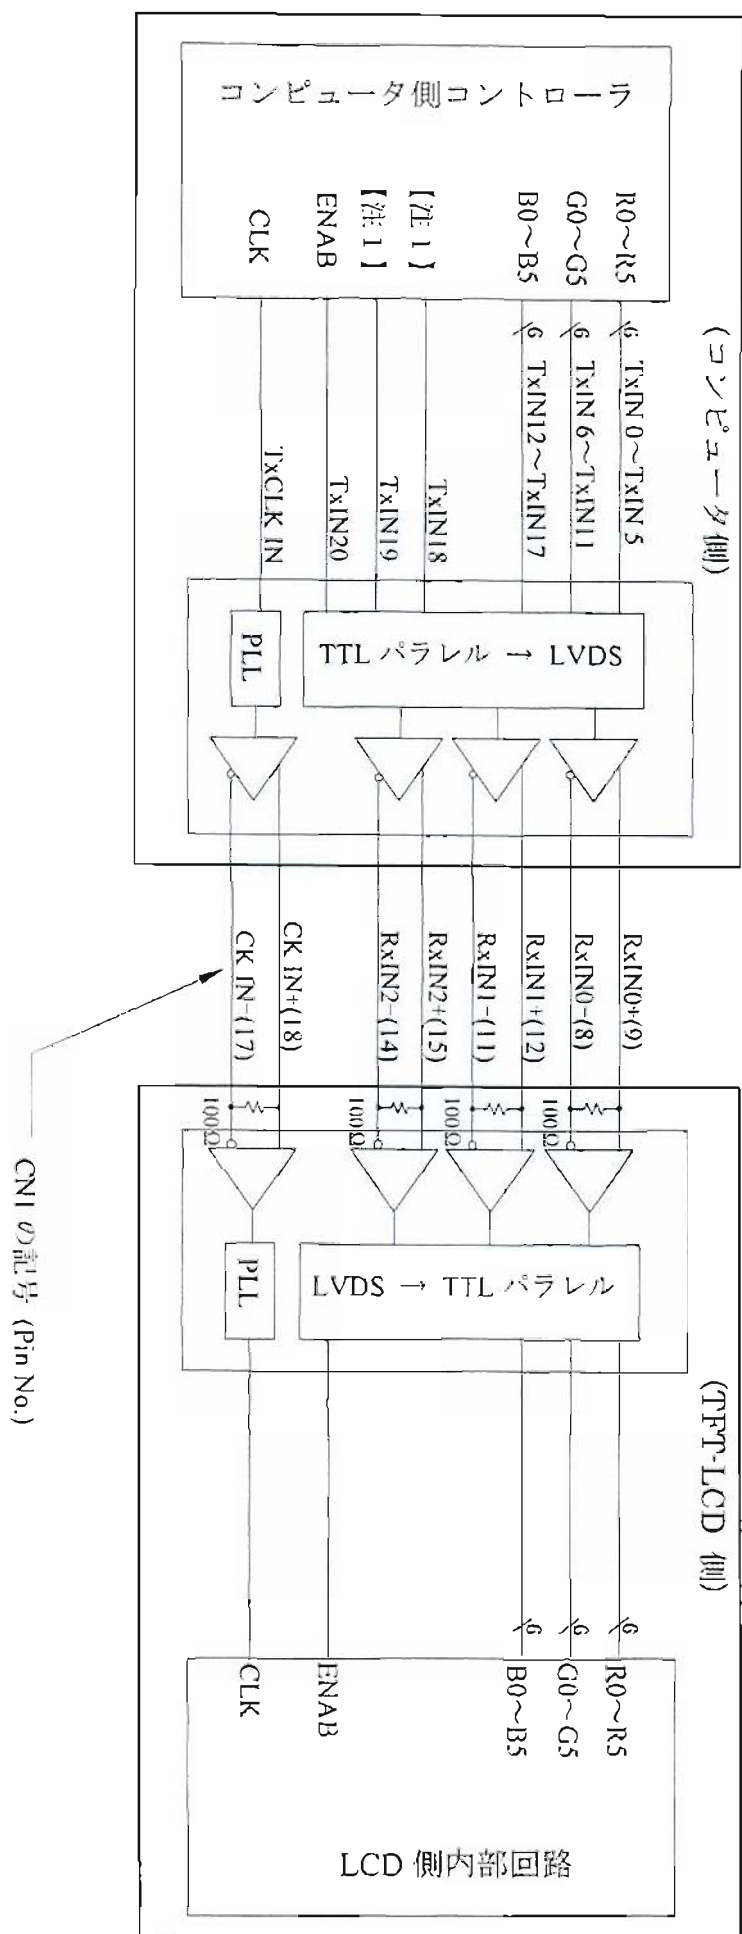 (コンピュータ側)
コンピュータ側コントローラ
R0～R5
G0～G5
B0～B5
【注1】
【注1】
ENAB
CLK
6 TxIN 0～TxIN 5
6 TxIN 6～TxIN11
6 TxIN12～TxIN17
TxIN18
TxIN19
TxIN20
TxCLK IN
TTL パラレル → LVDS
PLL
RxIN0+(9)
RxIN0-(8)
RxIN1+(12)
RxIN1-(11)
RxIN2+(15)
RxIN2-(14)
CK IN+(18)
CK IN-(17)
CN1 の記号 (Pin No.)
(TFT-LCD 側)
100Ω
100Ω
100Ω
100Ω
LVDS → TTL パラレル
PLL
6
6
6
R0～R5
G0～G5
B0～B5
ENAB
CLK
LCD 側内部回路